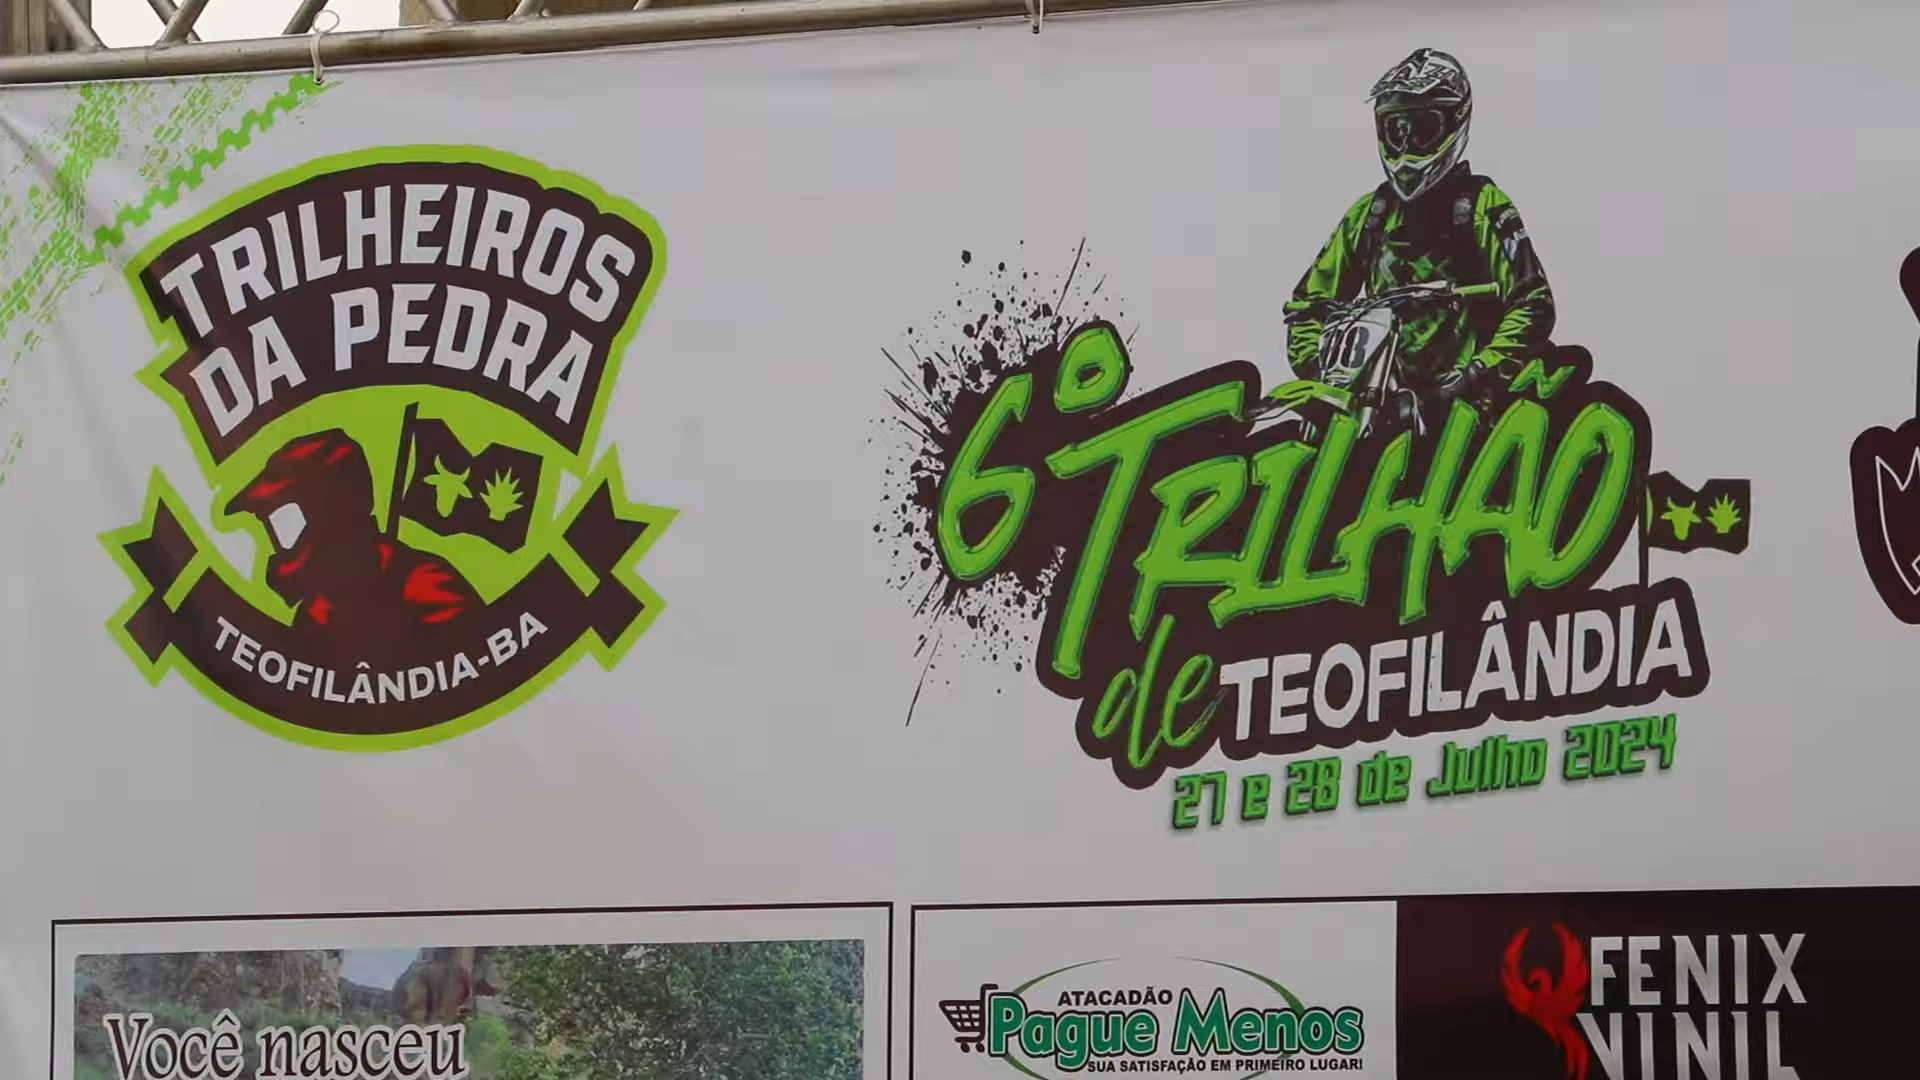 TRILHEIROS
DA PEDRA
TEOFILÂNDIA-BA
6º TRILHÃO
de TEOFILÂNDIA
27 e 28 de Julho 2024
Você nasceu
ATACADÃO
Pague Menos
SUA SATISFAÇÃO EM PRIMEIRO LUGAR!
FENIX
VINIL